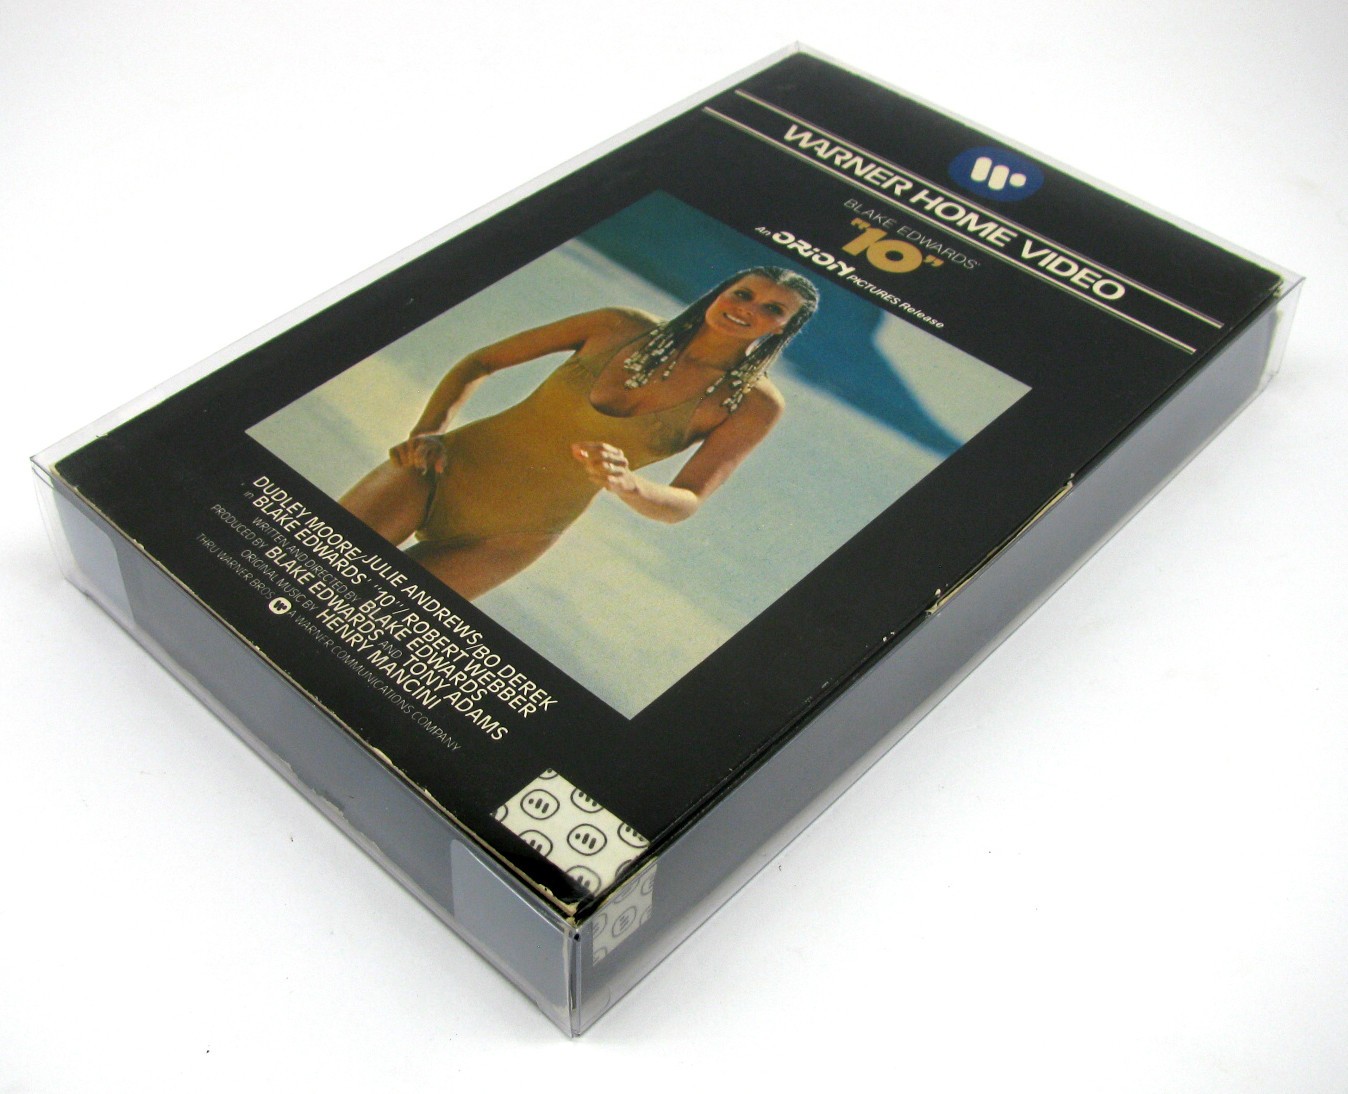 WARNER HOME VIDEO
BLAKE EDWARDS'
"10"
An ORION PICTURES Release
DUDLEY MOORE/JULIE ANDREWS/BO DEREK
in BLAKE EDWARDS' "10"/ROBERT WEBBER
WRITTEN AND DIRECTED BY BLAKE EDWARDS
PRODUCED BY BLAKE EDWARDS AND TONY ADAMS
ORIGINAL MUSIC BY HENRY MANCINI
THRU WARNER BROS. A WARNER COMMUNICATIONS COMPANY